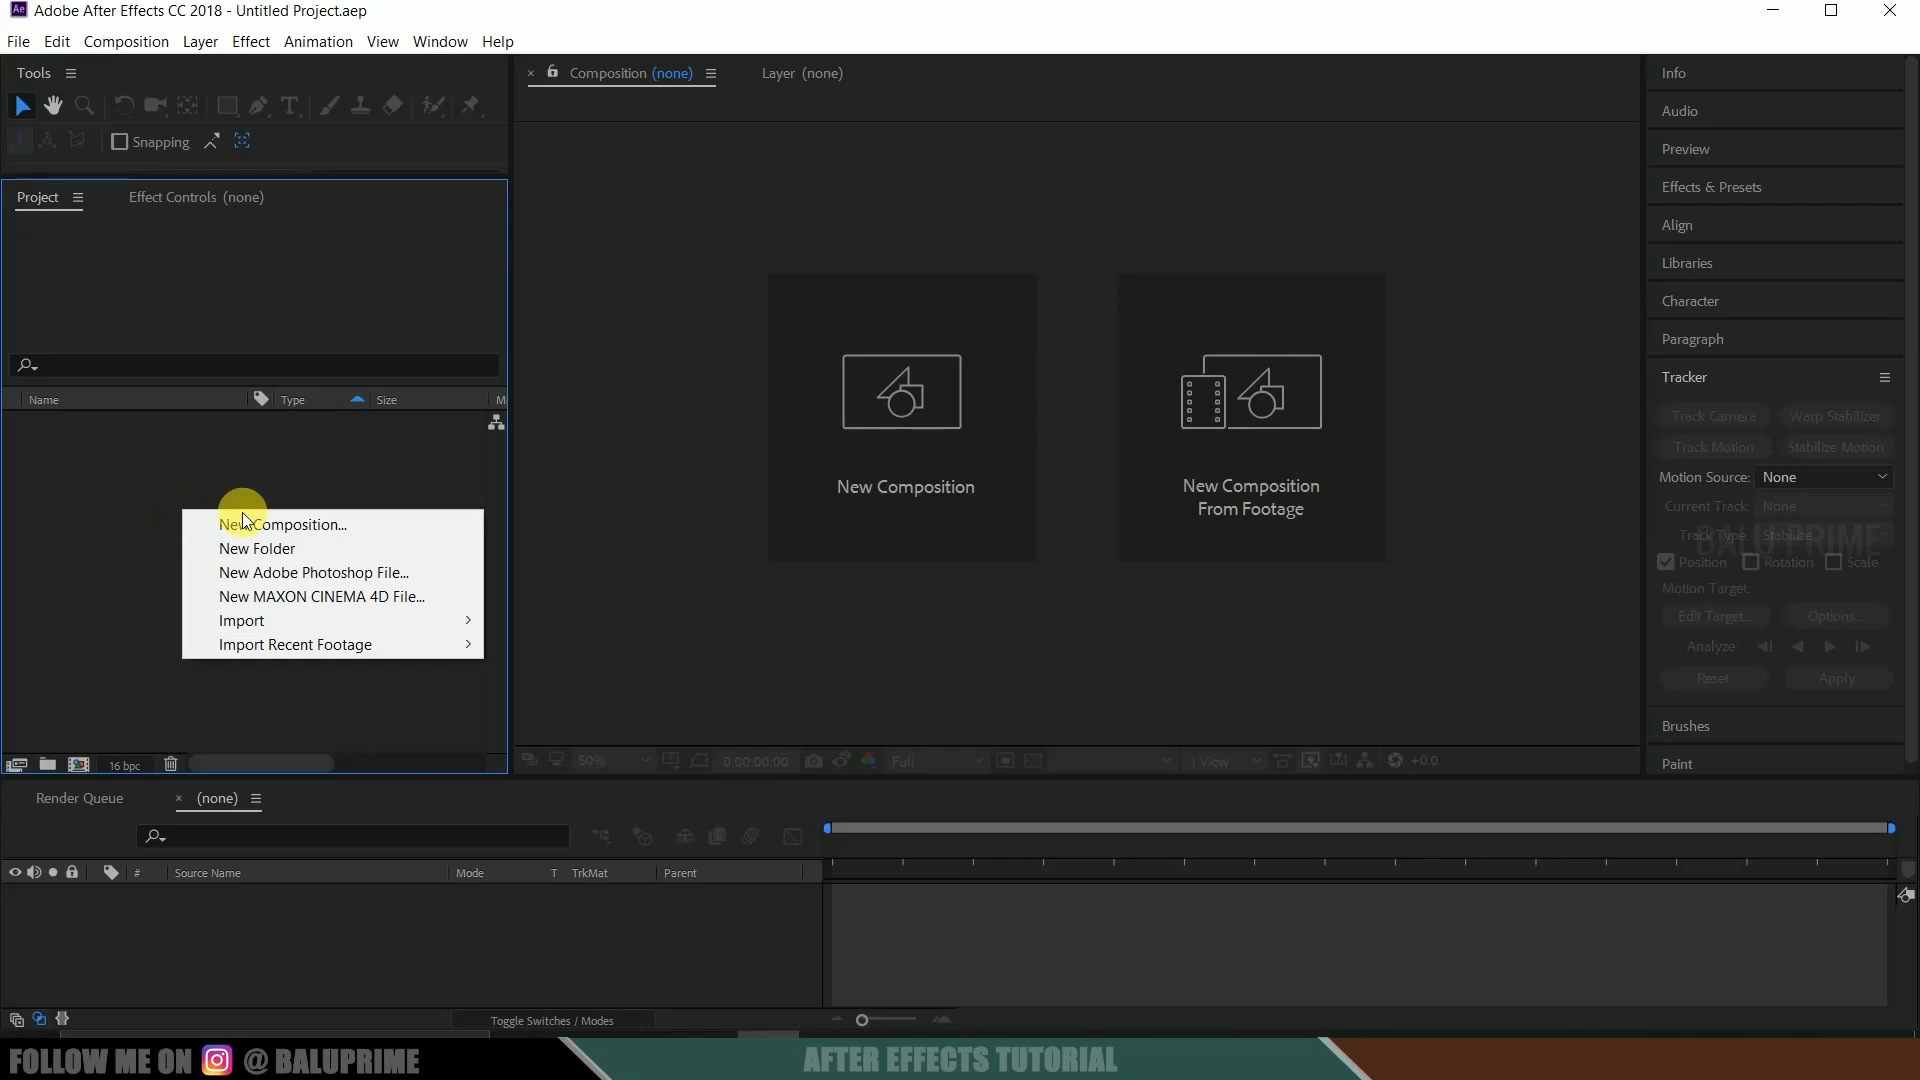 Adobe After Effects CC 2018 - Untitled Project.aep
File Edit Composition Layer Effect Animation View Window Help
Tools
Snapping
Project
Effect Controls (none)
Name Type Size
New Composition...
New Folder
New Adobe Photoshop File...
New MAXON CINEMA 4D File...
Import
Import Recent Footage
16 bpc
Composition (none)
Layer (none)
New Composition
New Composition
From Footage
50% 0:00:00:00 Full 1 View +0.0
Info
Audio
Preview
Effects & Presets
Align
Libraries
Character
Paragraph
Tracker
Track Camera Warp Stabilizer
Track Motion Stabilize Motion
Motion Source: None
Current Track: None
Track Type: Stabilize
BALU PRIME
Position Rotation Scale
Motion Target:
Edit Target... Options...
Analyze:
Reset Apply
Brushes
Paint
Render Queue
(none)
# Source Name Mode T TrkMat Parent
Toggle Switches / Modes
FOLLOW ME ON @ BALUPRIME
AFTER EFFECTS TUTORIAL